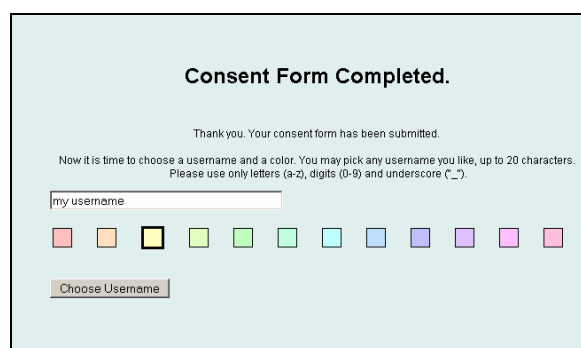 Consent Form Completed.
Thank you. Your consent form has been submitted.
Now it is time to choose a username and a color. You may pick any username you like, up to 20 characters.
Please use only letters (a-z), digits (0-9) and underscore ("_").
my username
Choose Username